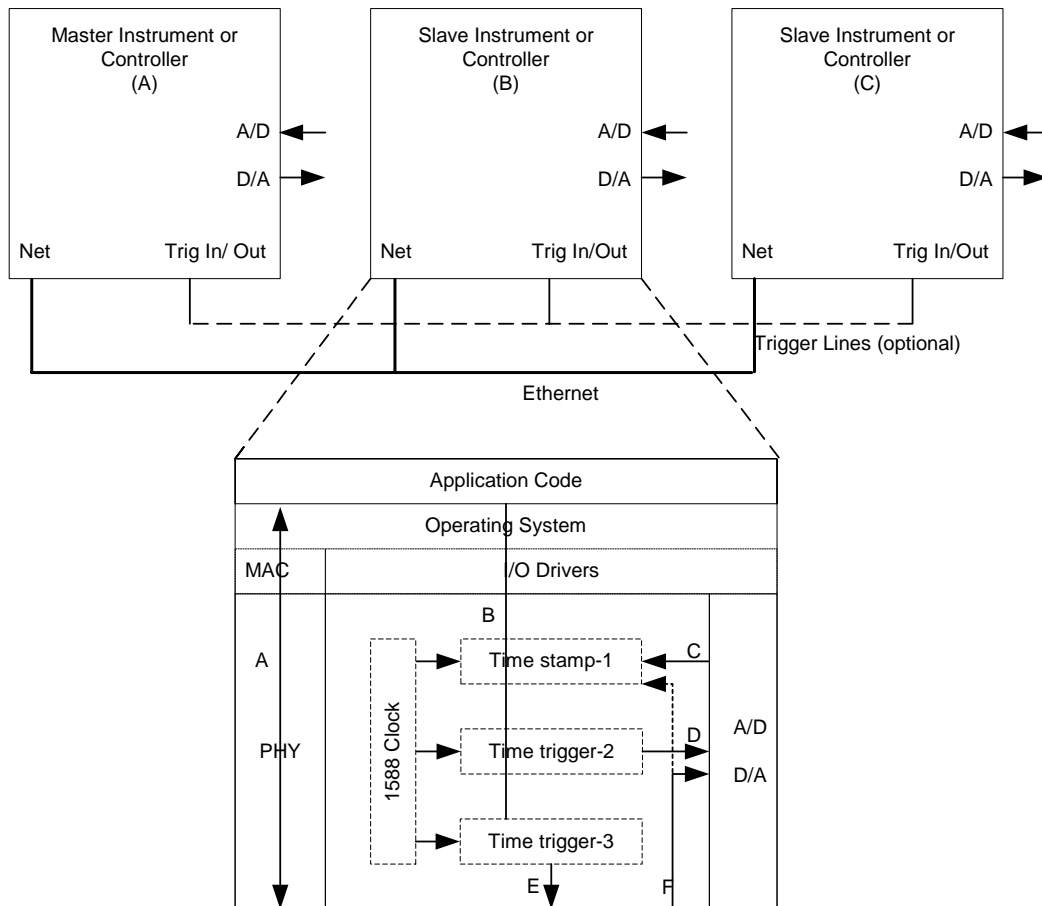 Master Instrument or
Controller
(A)
A/D
D/A
Net
Trig In/ Out
Slave Instrument or
Controller
(B)
A/D
D/A
Net
Trig In/Out
Slave Instrument or
Controller
(C)
A/D
D/A
Net
Trig In/Out
Trigger Lines (optional)
Ethernet
Application Code
Operating System
MAC
I/O Drivers
A
PHY
1588 Clock
B
Time stamp-1
C
Time trigger-2
D
A/D
D/A
Time trigger-3
E
F